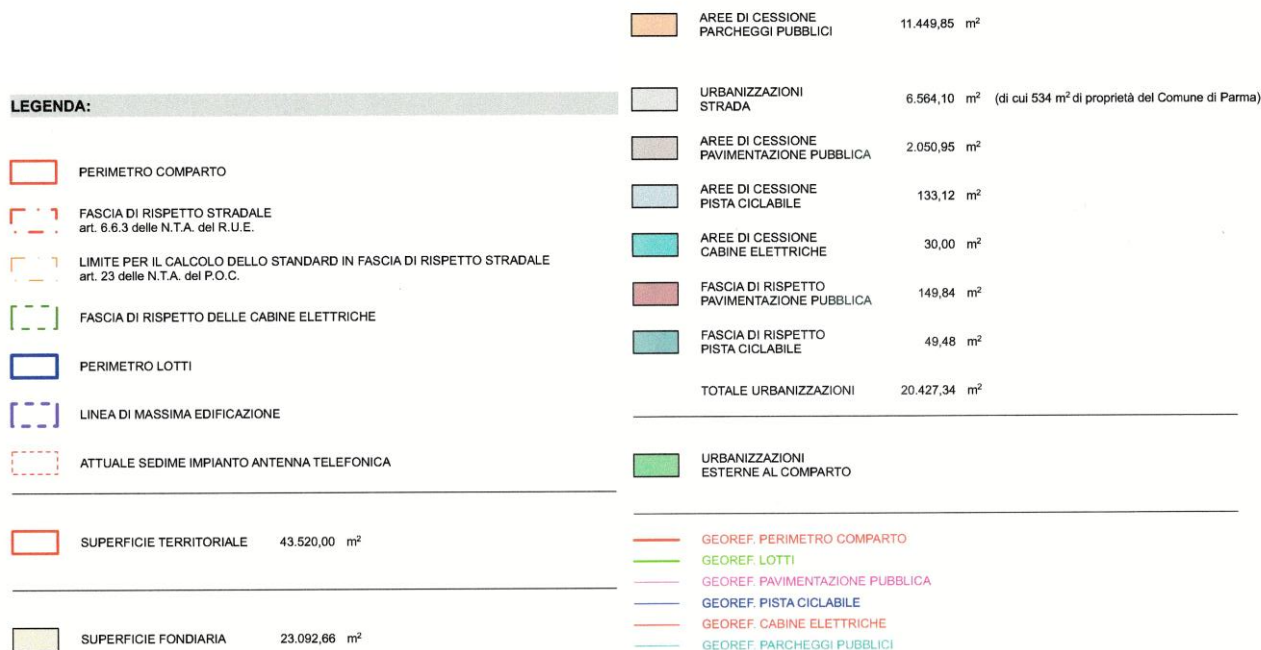 LEGENDA:
PERIMETRO COMPARTO
FASCIA DI RISPETTO STRADALE
art. 6.6.3 delle N.T.A. del R.U.E.
LIMITE PER IL CALCOLO DELLO STANDARD IN FASCIA DI RISPETTO STRADALE
art. 23 delle N.T.A. del P.O.C.
FASCIA DI RISPETTO DELLE CABINE ELETTRICHE
PERIMETRO LOTTI
LINEA DI MASSIMA EDIFICAZIONE
ATTUALE SEDIME IMPIANTO ANTENNA TELEFONICA
SUPERFICIE TERRITORIALE 43.520,00 m²
SUPERFICIE FONDIARIA 23.092,66 m²
AREE DI CESSIONE
PARCHEGGI PUBBLICI 11.449,85 m²
URBANIZZAZIONI
STRADA 6.564,10 m² (di cui 534 m² di proprietà del Comune di Parma)
AREE DI CESSIONE
PAVIMENTAZIONE PUBBLICA 2.050,95 m²
AREE DI CESSIONE
PISTA CICLABILE 133,12 m²
AREE DI CESSIONE
CABINE ELETTRICHE 30,00 m²
FASCIA DI RISPETTO
PAVIMENTAZIONE PUBBLICA 149,84 m²
FASCIA DI RISPETTO
PISTA CICLABILE 49,48 m²
TOTALE URBANIZZAZIONI 20.427,34 m²
URBANIZZAZIONI
ESTERNE AL COMPARTO
GEOREF. PERIMETRO COMPARTO
GEOREF. LOTTI
GEOREF. PAVIMENTAZIONE PUBBLICA
GEOREF. PISTA CICLABILE
GEOREF. CABINE ELETTRICHE
GEOREF. PARCHEGGI PUBBLICI